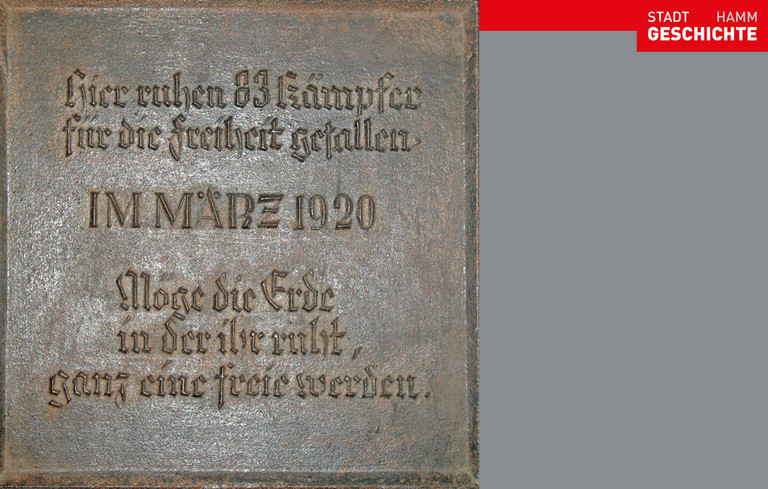 Hier ruhen 83 Kämpfer
für die Freiheit gefallen.
IM MÄRZ 1920
Möge die Erde
in der ihr ruht,
ganz eine freie werden.
STADT HAMM
GESCHICHTE